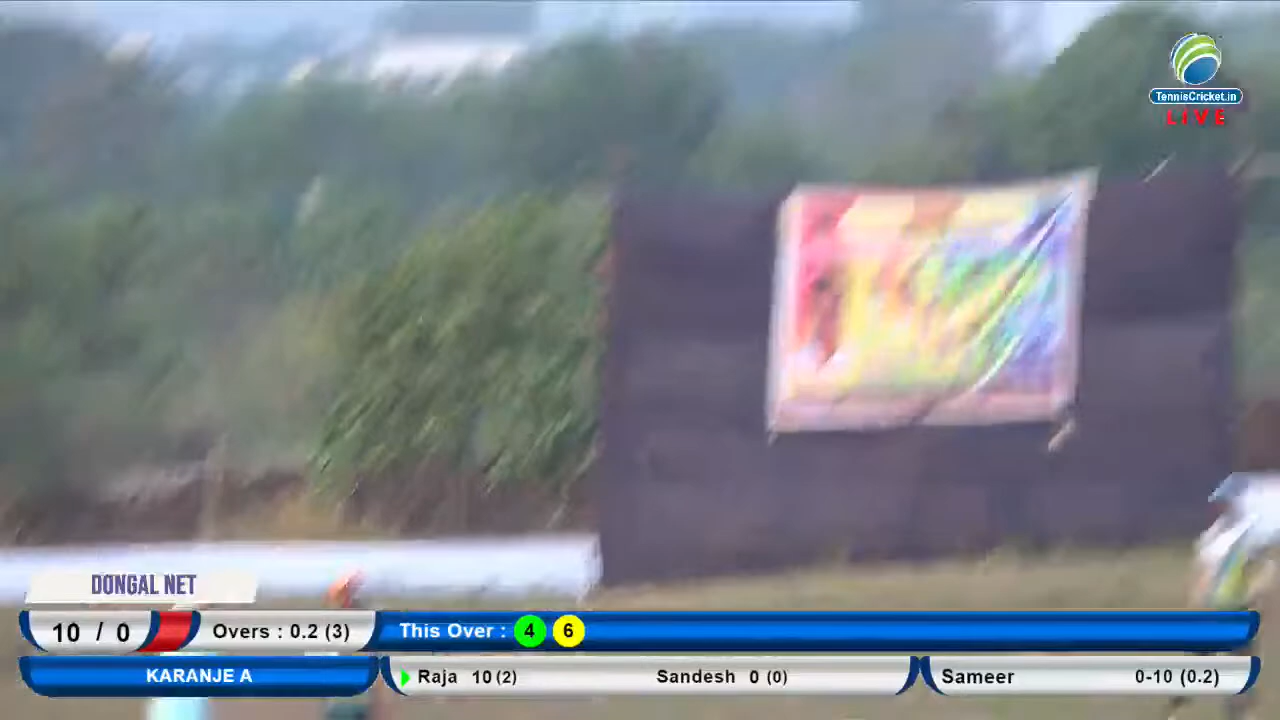 TennisCricket.in
LIVE
DONGAL NET
10 / 0 Overs : 0.2 (3) This Over : 4 6
KARANJE A Raja 10 (2) Sandesh 0 (0) Sameer 0-10 (0.2)